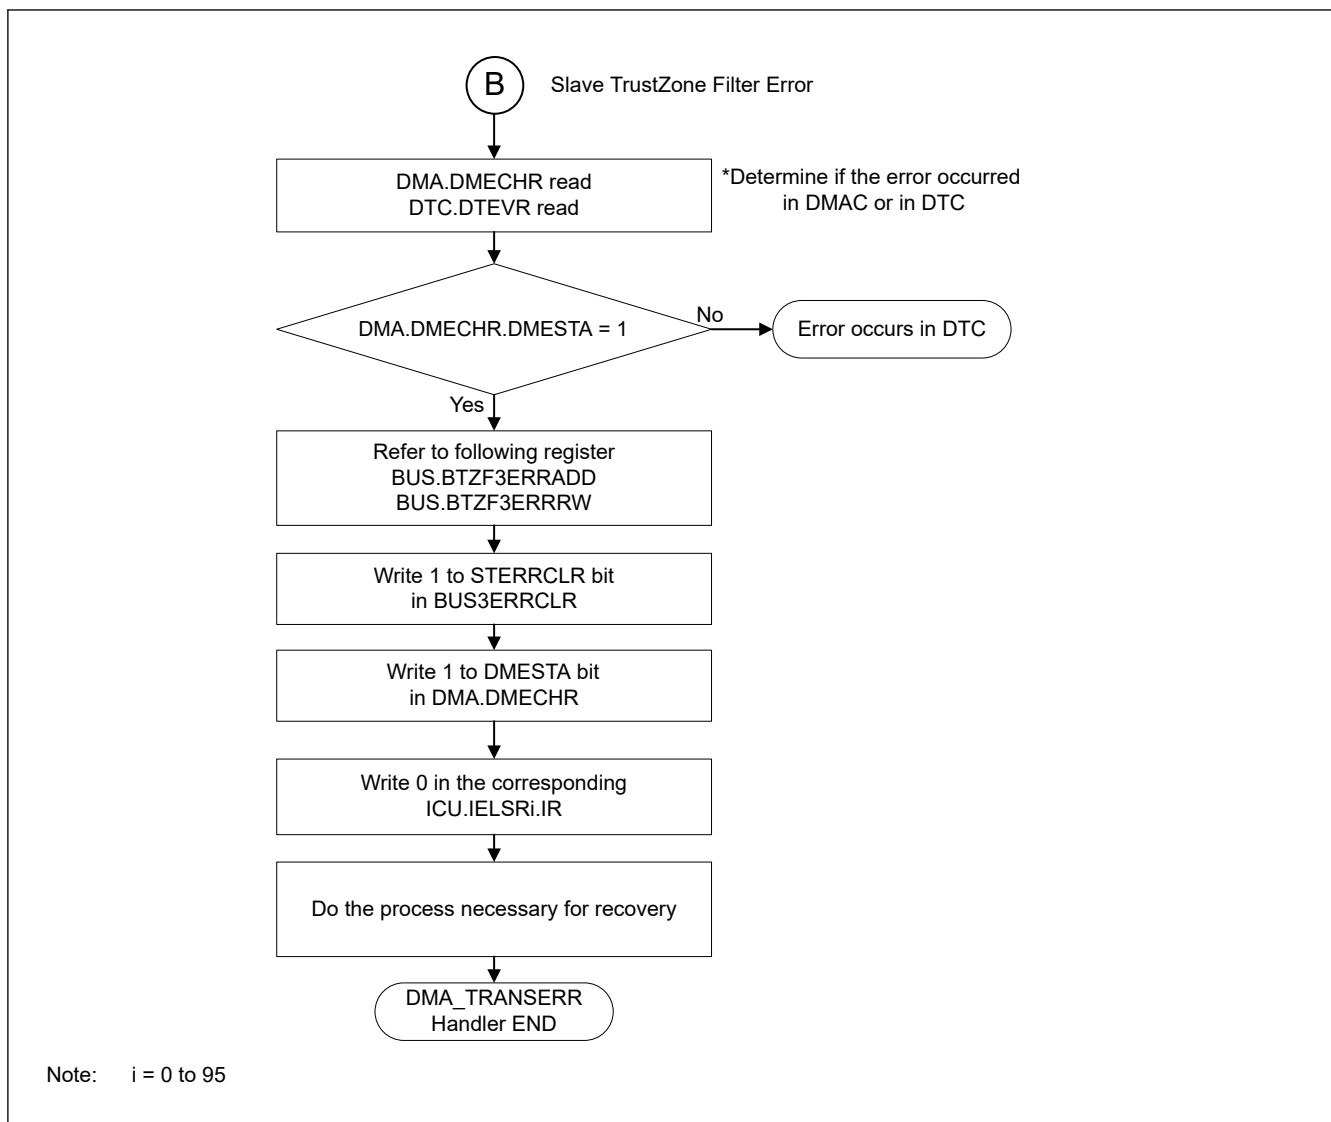 B
Slave TrustZone Filter Error
DMA.DMECHR read
DTC.DTEVR read
*Determine if the error occurred
in DMAC or in DTC
DMA.DMECHR.DMESTA = 1
No
Error occurs in DTC
Yes
Refer to following register
BUS.BTZF3ERRADD
BUS.BTZF3ERRRW
Write 1 to STERRCLR bit
in BUS3ERRCLR
Write 1 to DMESTA bit
in DMA.DMECHR
Write 0 in the corresponding
ICU.IELSRi.IR
Do the process necessary for recovery
DMA_TRANSERR
Handler END
Note: i = 0 to 95